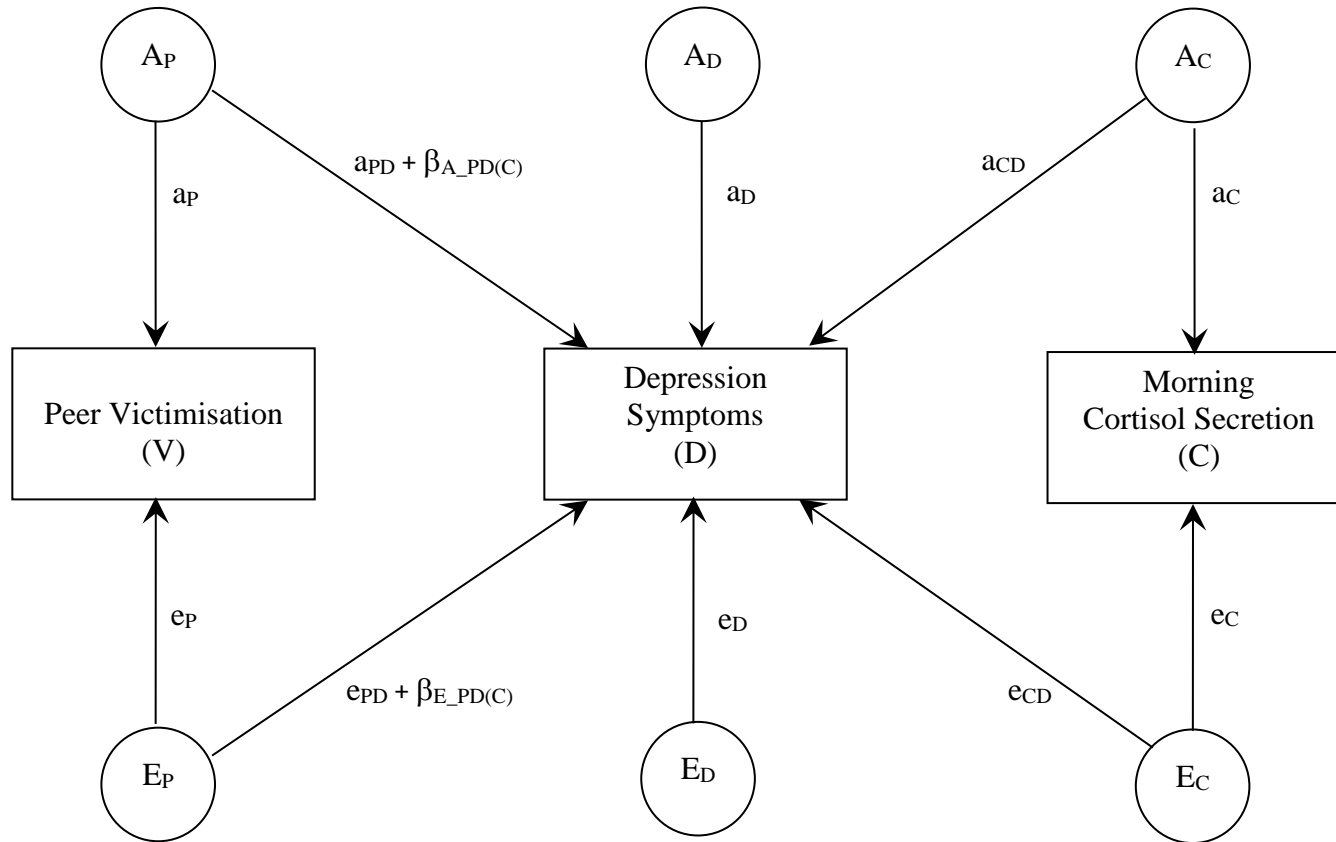 AP
AD
AC
aPD + βA_PD(C)
aCD
aP
aD
aC
Peer Victimisation
(V)
Depression
Symptoms
(D)
Morning
Cortisol Secretion
(C)
eP
eD
eC
ePD + βE_PD(C)
eCD
EP
ED
EC